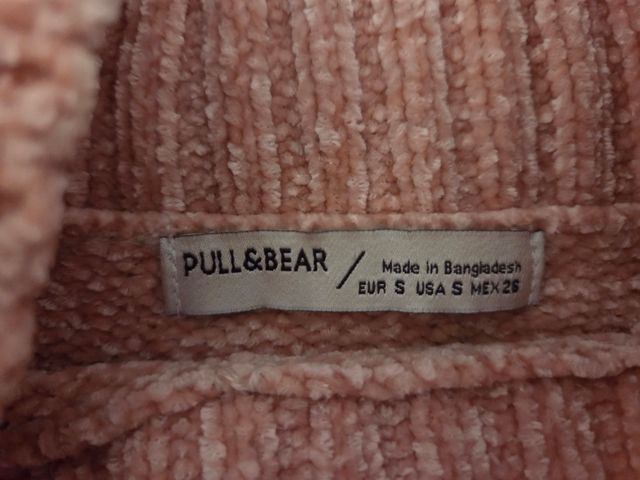 PULL&BEAR /
Made in Bangladesh
EUR S USA S MEX 26